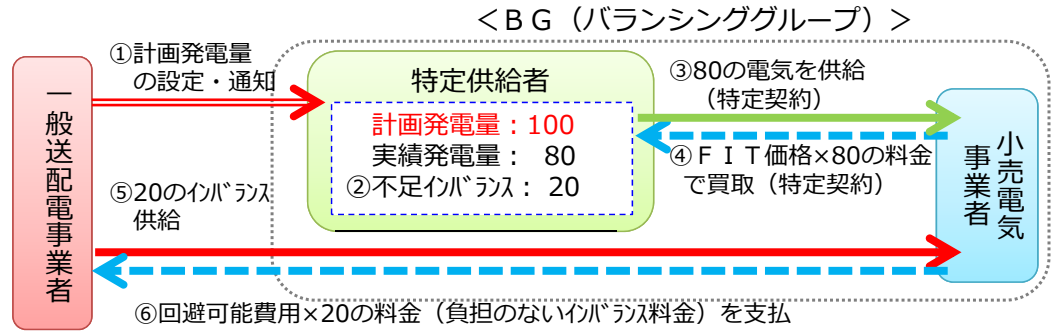 ＜ＢＧ（バランシンググループ）＞
①計画発電量
の設定・通知
一般送配電事業者
特定供給者
計画発電量：100
実績発電量： 80
②不足ｲﾝﾊﾞﾗﾝｽ： 20
③80の電気を供給
（特定契約）
④ＦＩＴ価格×80の料金
で買取（特定契約）
小売電気
事業者
⑤20のｲﾝﾊﾞﾗﾝｽ
供給
⑥回避可能費用×20の料金（負担のないｲﾝﾊﾞﾗﾝｽ料金）を支払